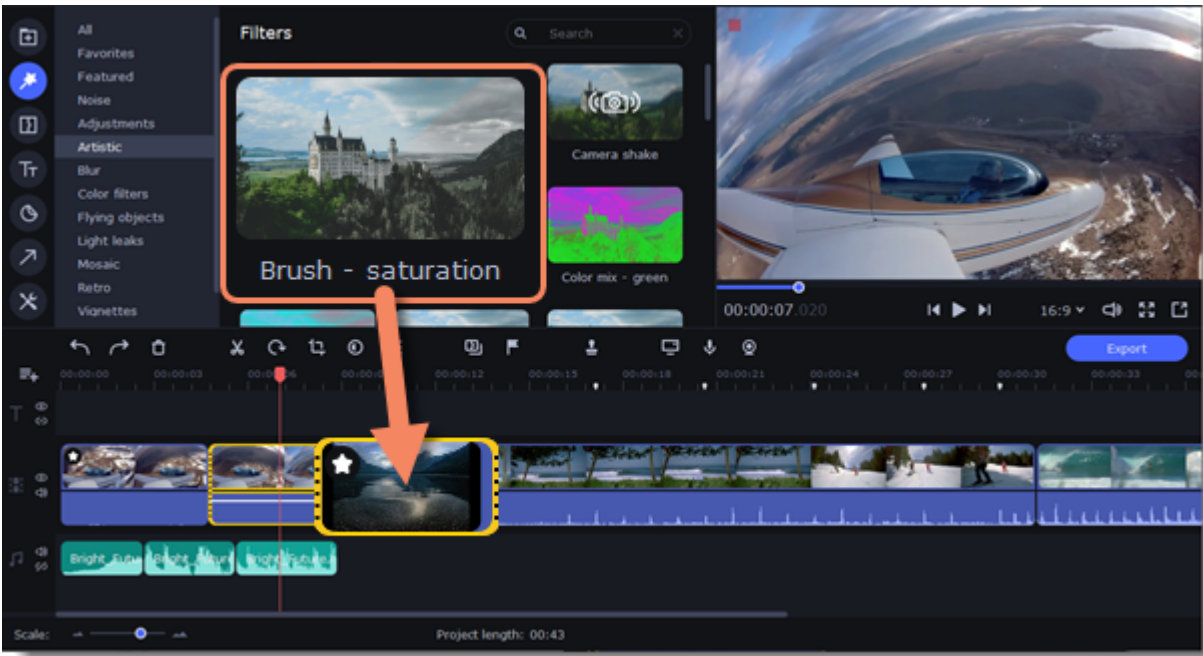 All
Favorites
Featured
Noise
Adjustments
Artistic
Blur
Color filters
Flying objects
Light leaks
Mosaic
Retro
Vignettes
Filters
Search
Brush - saturation
Camera shake
Color mix - green
00:00:07.020
16:9
Export
00:00:00 00:00:03 00:00:12 00:00:15 00:00:18 00:00:21 00:00:24 00:00:27 00:00:30 00:00:33
Bright_Futu Bright_Future Bright_Future
Scale:
Project length: 00:43